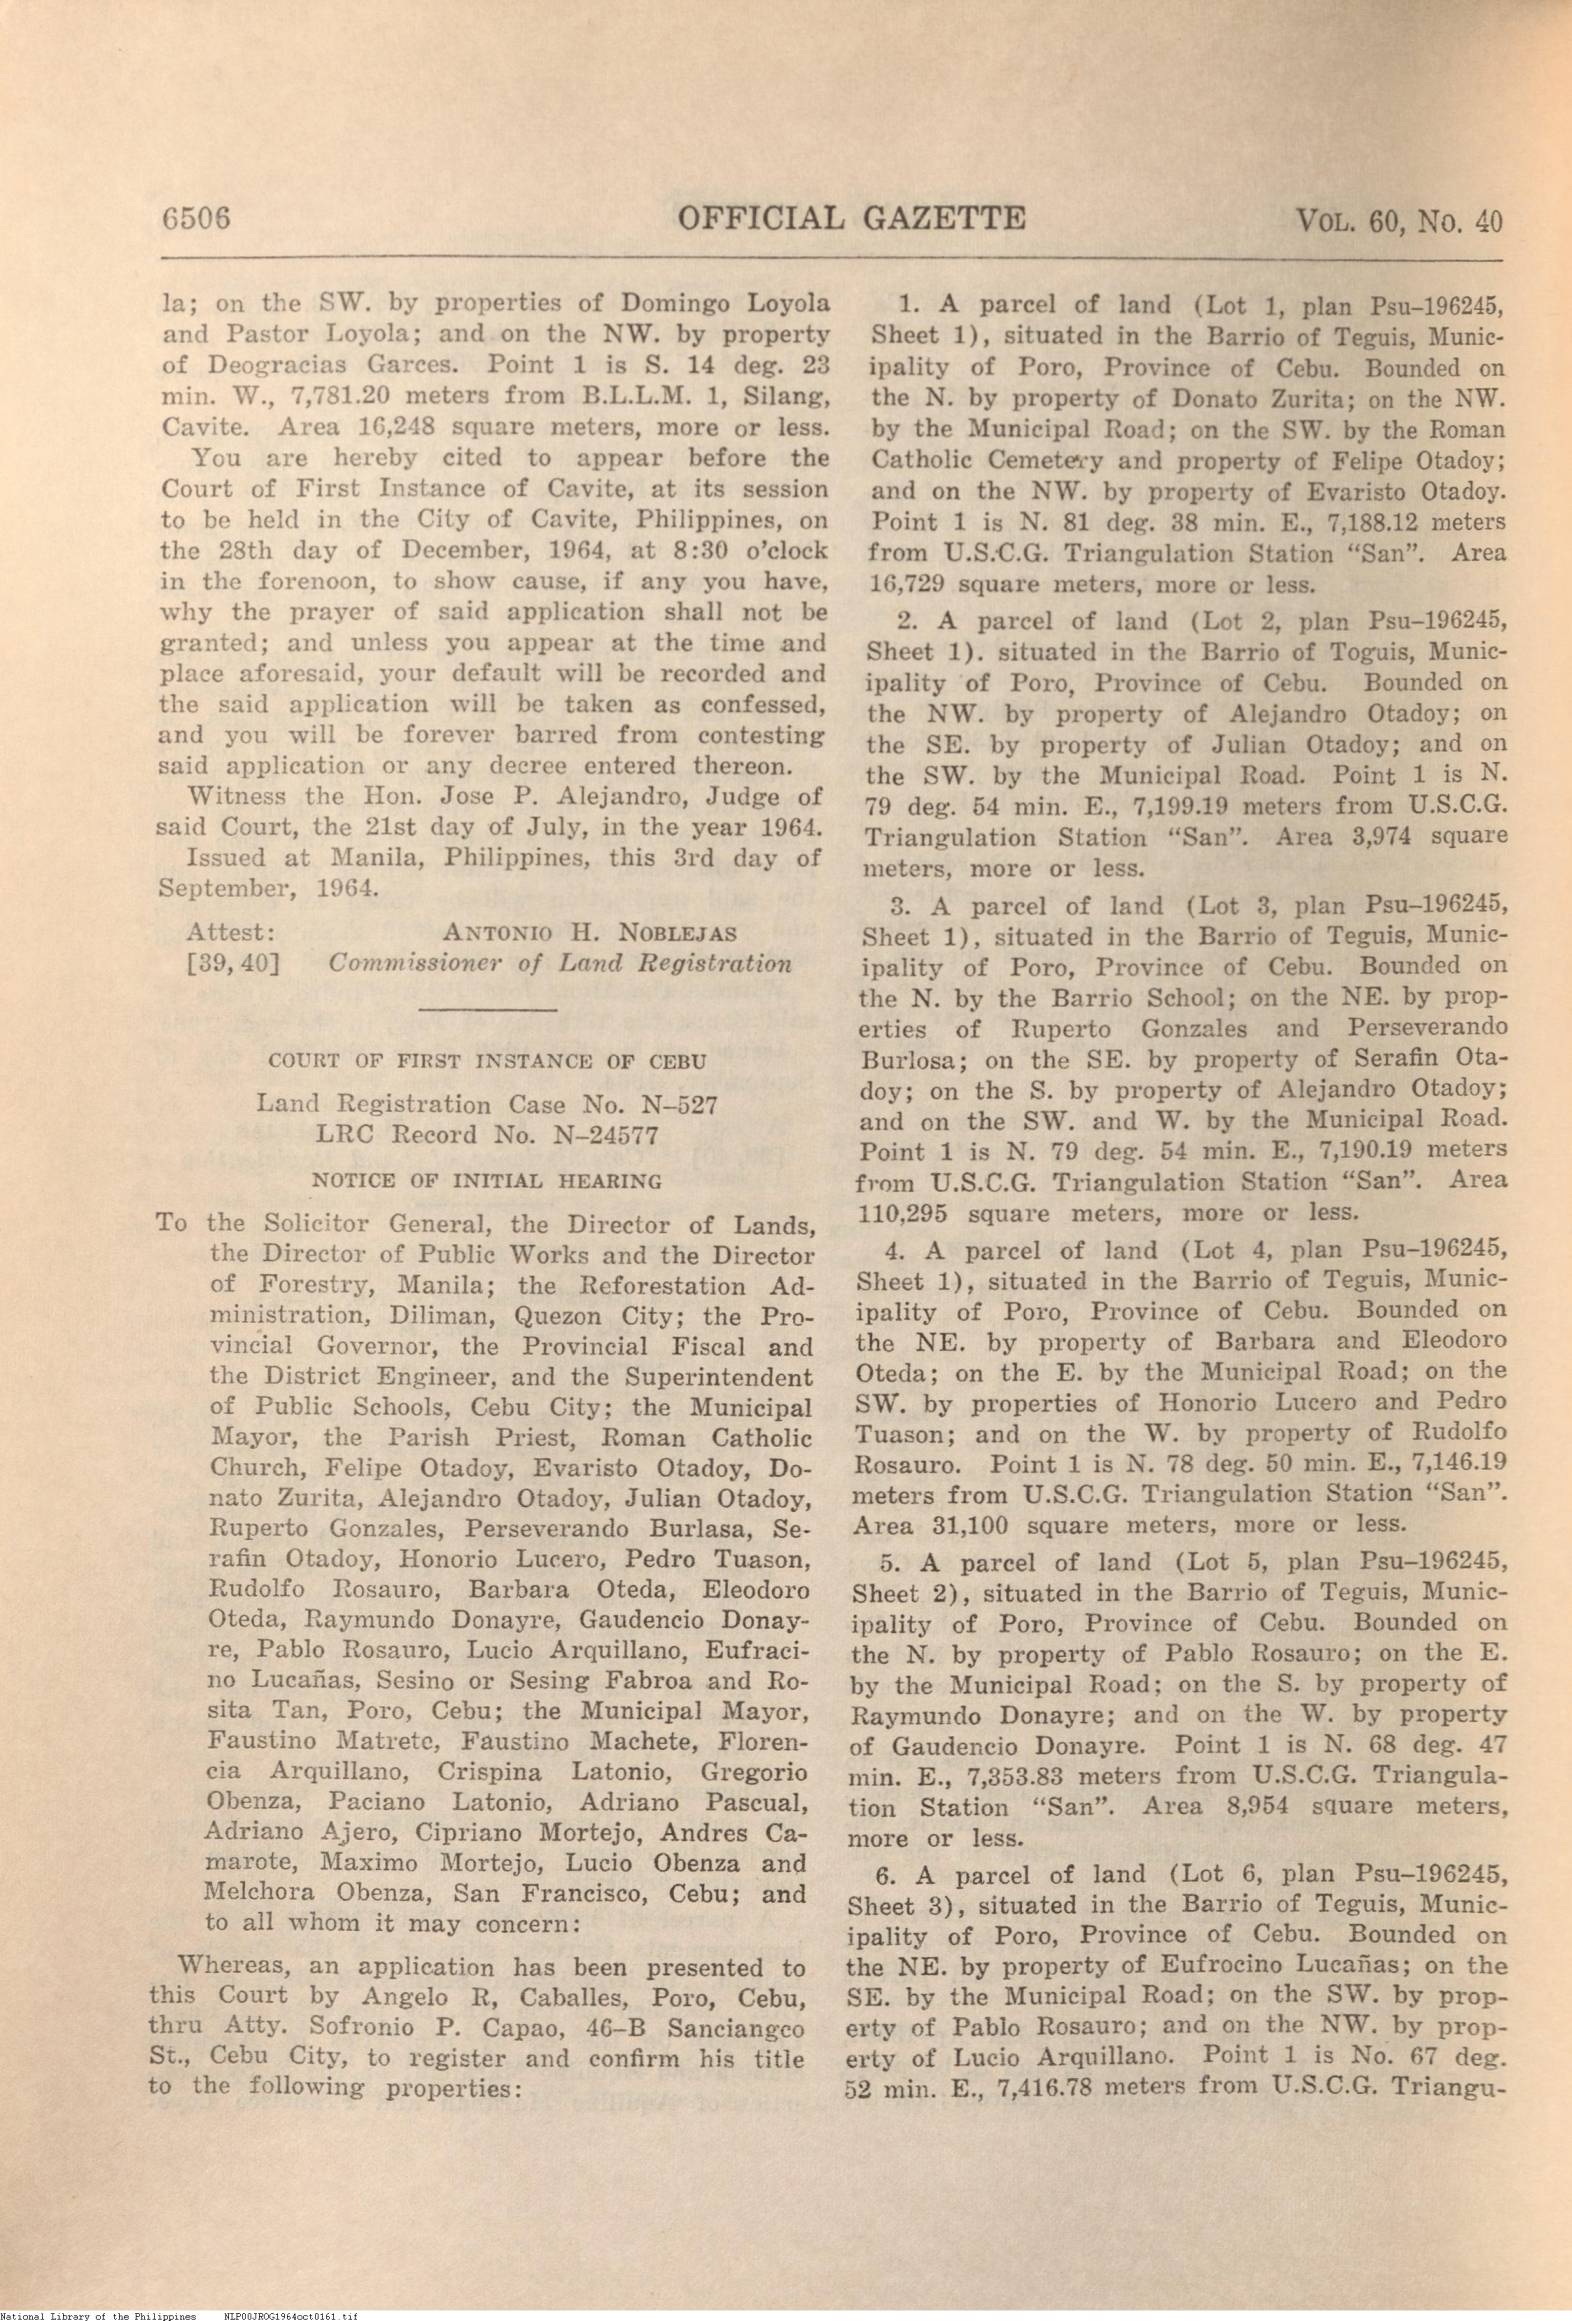 6506 OFFICIAL GAZETTE VOL. 60, No. 40
la; on the SW. by properties of Domingo Loyola
and Pastor Loyola; and on the NW. by property
of Deogracias Garces. Point 1 is S. 14 deg. 23
min. W., 7,781.20 meters from B.L.L.M. 1, Silang,
Cavite. Area 16,248 square meters, more or less.
You are hereby cited to appear before the
Court of First Instance of Cavite, at its session
to be held in the City of Cavite, Philippines, on
the 28th day of December, 1964, at 8:30 o'clock
in the forenoon, to show cause, if any you have,
why the prayer of said application shall not be
granted; and unless you appear at the time and
place aforesaid, your default will be recorded and
the said application will be taken as confessed,
and you will be forever barred from contesting
said application or any decree entered thereon.
Witness the Hon. Jose P. Alejandro, Judge of
said Court, the 21st day of July, in the year 1964.
Issued at Manila, Philippines, this 3rd day of
September, 1964.
Attest: ANTONIO H. NOBLEJAS
[39, 40] Commissioner of Land Registration
COURT OF FIRST INSTANCE OF CEBU
Land Registration Case No. N–527
LRC Record No. N–24577
NOTICE OF INITIAL HEARING
To the Solicitor General, the Director of Lands,
the Director of Public Works and the Director
of Forestry, Manila; the Reforestation Ad-
ministration, Diliman, Quezon City; the Pro-
vincial Governor, the Provincial Fiscal and
the District Engineer, and the Superintendent
of Public Schools, Cebu City; the Municipal
Mayor, the Parish Priest, Roman Catholic
Church, Felipe Otadoy, Evaristo Otadoy, Do-
nato Zurita, Alejandro Otadoy, Julian Otadoy,
Ruperto Gonzales, Perseverando Burlasa, Se-
rafin Otadoy, Honorio Lucero, Pedro Tuason,
Rudolfo Rosauro, Barbara Oteda, Eleodoro
Oteda, Raymundo Donayre, Gaudencio Donay-
re, Pablo Rosauro, Lucio Arquillano, Eufraci-
no Lucañas, Sesino or Sesing Fabroa and Ro-
sita Tan, Poro, Cebu; the Municipal Mayor,
Faustino Matrete, Faustino Machete, Floren-
cia Arquillano, Crispina Latonio, Gregorio
Obenza, Paciano Latonio, Adriano Pascual,
Adriano Ajero, Cipriano Mortejo, Andres Ca-
marote, Maximo Mortejo, Lucio Obenza and
Melchora Obenza, San Francisco, Cebu; and
to all whom it may concern:
Whereas, an application has been presented to
this Court by Angelo R, Caballes, Poro, Cebu,
thru Atty. Sofronio P. Capao, 46–B Sanciangco
St., Cebu City, to register and confirm his title
to the following properties:
1. A parcel of land (Lot 1, plan Psu–196245,
Sheet 1), situated in the Barrio of Teguis, Munic-
ipality of Poro, Province of Cebu. Bounded on
the N. by property of Donato Zurita; on the NW.
by the Municipal Road; on the SW. by the Roman
Catholic Cemetery and property of Felipe Otadoy;
and on the NW. by property of Evaristo Otadoy.
Point 1 is N. 81 deg. 38 min. E., 7,188.12 meters
from U.S.C.G. Triangulation Station “San”. Area
16,729 square meters, more or less.
2. A parcel of land (Lot 2, plan Psu–196245,
Sheet 1). situated in the Barrio of Toguis, Munic-
ipality of Poro, Province of Cebu. Bounded on
the NW. by property of Alejandro Otadoy; on
the SE. by property of Julian Otadoy; and on
the SW. by the Municipal Road. Point 1 is N.
79 deg. 54 min. E., 7,199.19 meters from U.S.C.G.
Triangulation Station “San”. Area 3,974 square
meters, more or less.
3. A parcel of land (Lot 3, plan Psu–196245,
Sheet 1), situated in the Barrio of Teguis, Munic-
ipality of Poro, Province of Cebu. Bounded on
the N. by the Barrio School; on the NE. by prop-
erties of Ruperto Gonzales and Perseverando
Burlosa; on the SE. by property of Serafin Ota-
doy; on the S. by property of Alejandro Otadoy;
and on the SW. and W. by the Municipal Road.
Point 1 is N. 79 deg. 54 min. E., 7,190.19 meters
from U.S.C.G. Triangulation Station “San”. Area
110,295 square meters, more or less.
4. A parcel of land (Lot 4, plan Psu–196245,
Sheet 1), situated in the Barrio of Teguis, Munic-
ipality of Poro, Province of Cebu. Bounded on
the NE. by property of Barbara and Eleodoro
Oteda; on the E. by the Municipal Road; on the
SW. by properties of Honorio Lucero and Pedro
Tuason; and on the W. by property of Rudolfo
Rosauro. Point 1 is N. 78 deg. 50 min. E., 7,146.19
meters from U.S.C.G. Triangulation Station “San”.
Area 31,100 square meters, more or less.
5. A parcel of land (Lot 5, plan Psu–196245,
Sheet 2), situated in the Barrio of Teguis, Munic-
ipality of Poro, Province of Cebu. Bounded on
the N. by property of Pablo Rosauro; on the E.
by the Municipal Road; on the S. by property of
Raymundo Donayre; and on the W. by property
of Gaudencio Donayre. Point 1 is N. 68 deg. 47
min. E., 7,353.83 meters from U.S.C.G. Triangula-
tion Station “San”. Area 8,954 square meters,
more or less.
6. A parcel of land (Lot 6, plan Psu–196245,
Sheet 3), situated in the Barrio of Teguis, Munic-
ipality of Poro, Province of Cebu. Bounded on
the NE. by property of Eufrocino Lucañas; on the
SE. by the Municipal Road; on the SW. by prop-
erty of Pablo Rosauro; and on the NW. by prop-
erty of Lucio Arquillano. Point 1 is No. 67 deg.
52 min. E., 7,416.78 meters from U.S.C.G. Triangu-
National Library of the Philippines NLP00JROG1964oct0161.tif